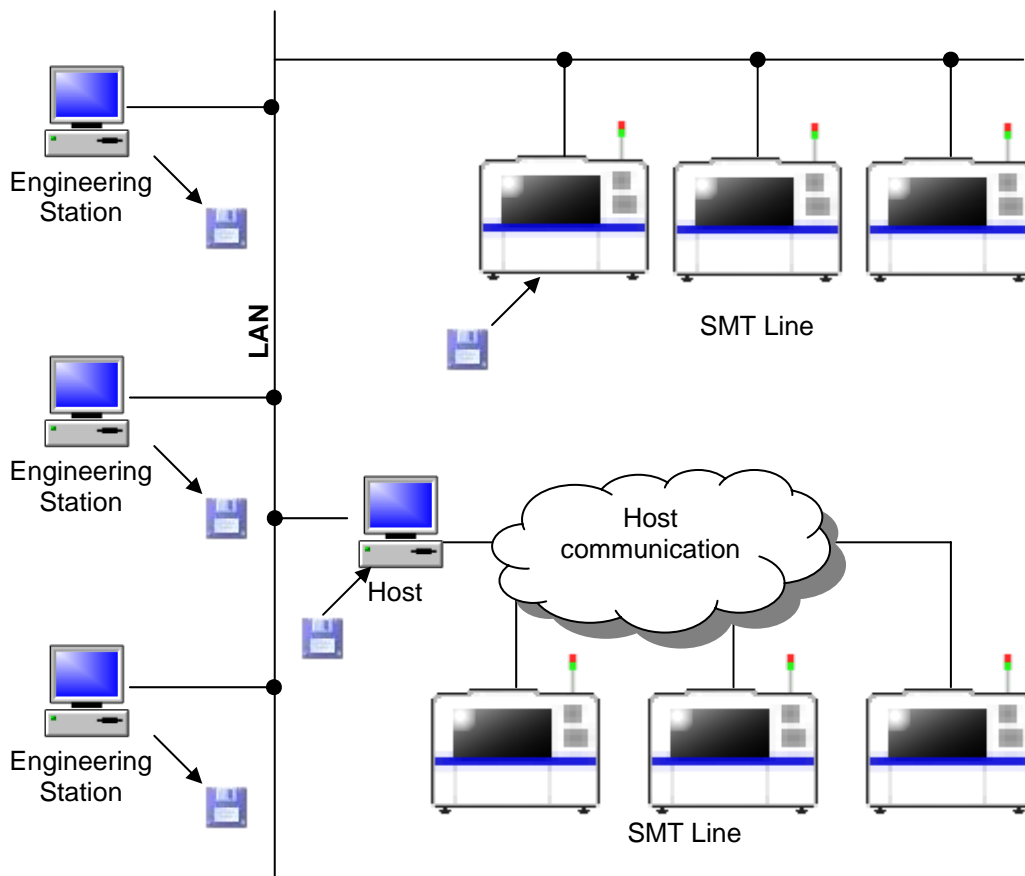 Engineering
Station
LAN
SMT Line
Engineering
Station
Host
communication
Host
Engineering
Station
SMT Line